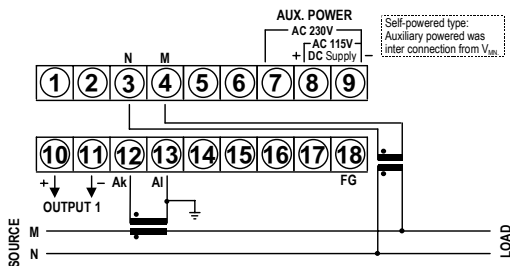 AUX. POWER
AC 230V
AC 115V
+ DC Supply −
Self-powered type:
Auxiliary powered was
inter connection from VMN.
N M
1 2 3 4 5 6 7 8 9
10 11 12 13 14 15 16 17 18
+ − Ak Al FG
OUTPUT 1
SOURCE
M
N
LOAD